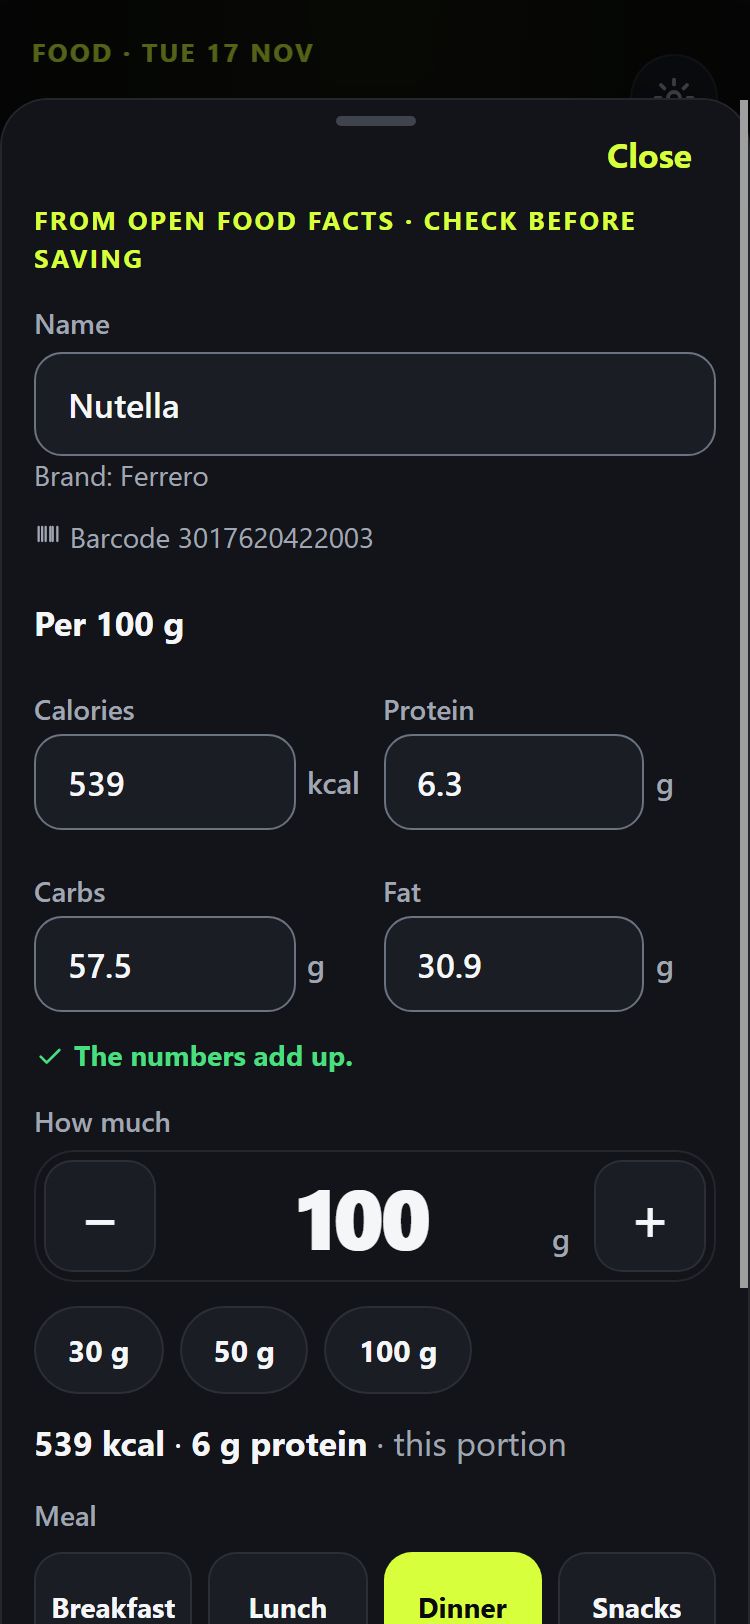 FOOD · TUE 17 NOV
Close
FROM OPEN FOOD FACTS · CHECK BEFORE
SAVING
Name
Nutella
Brand: Ferrero
Barcode 3017620422003
Per 100 g
Calories
Protein
539 kcal
6.3 g
Carbs
Fat
57.5 g
30.9 g
The numbers add up.
How much
− 100 g +
30 g
50 g
100 g
539 kcal · 6 g protein · this portion
Meal
Breakfast
Lunch
Dinner
Snacks